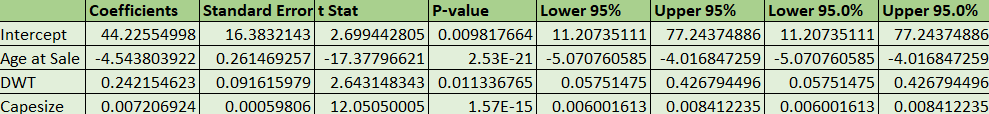 Coefficients Standard Error t Stat P-value Lower 95% Upper 95% Lower 95.0% Upper 95.0%
Intercept 44.22554998 16.3832143 2.699442805 0.009817664 11.20735111 77.24374886 11.20735111 77.24374886
Age at Sale -4.543803922 0.261469257 -17.37796621 2.53E-21 -5.070760585 -4.016847259 -5.070760585 -4.016847259
DWT 0.242154623 0.091615979 2.643148343 0.011336765 0.05751475 0.426794496 0.05751475 0.426794496
Capesize 0.007206924 0.00059806 12.05050005 1.57E-15 0.006001613 0.008412235 0.006001613 0.008412235